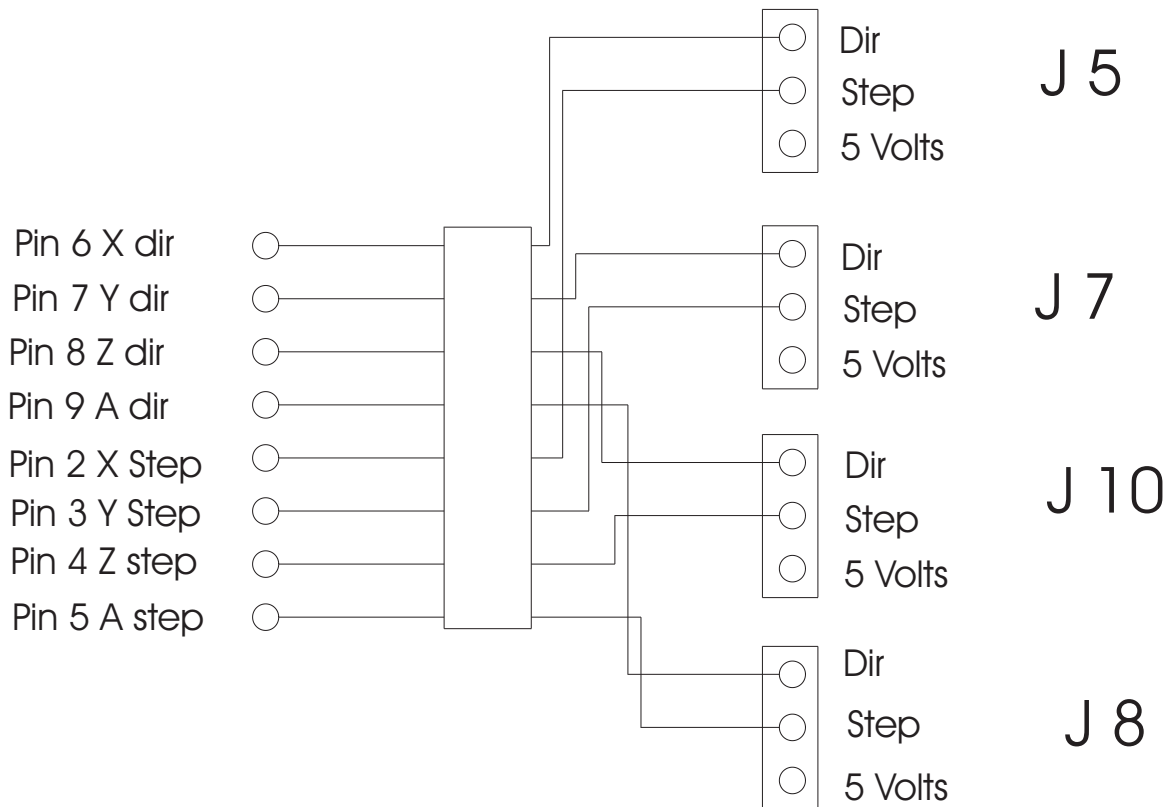 Dir
Step
5 Volts
J 5
Pin 6 X dir
Pin 7 Y dir
Pin 8 Z dir
Pin 9 A dir
Pin 2 X Step
Pin 3 Y Step
Pin 4 Z step
Pin 5 A step
Dir
Step
5 Volts
J 7
Dir
Step
5 Volts
J 10
Dir
Step
5 Volts
J 8